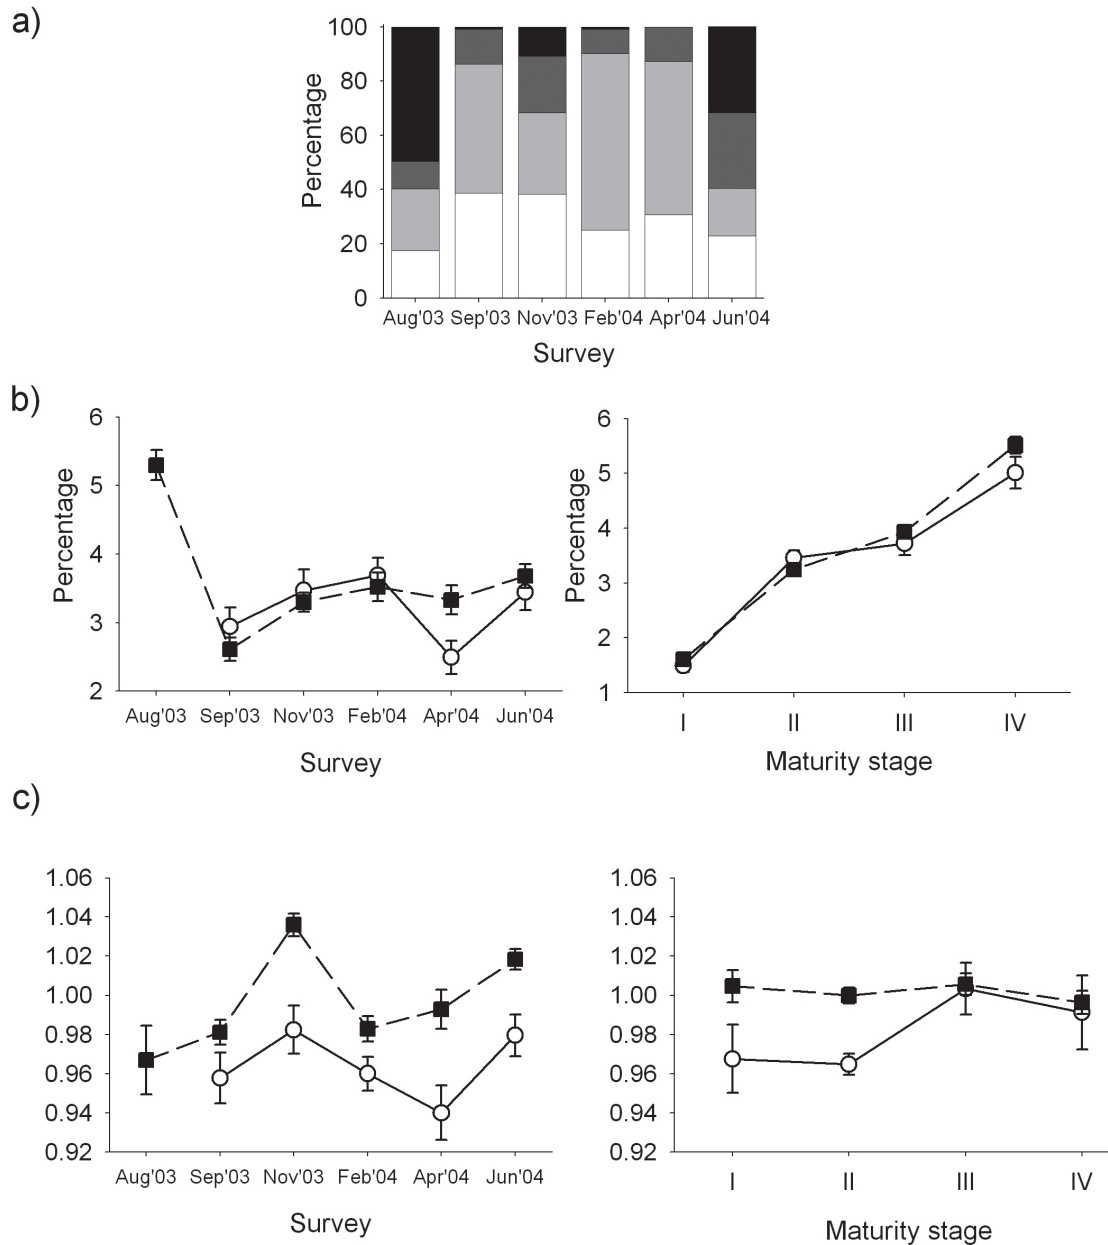 a)
100
80
60
40
20
0
Percentage
Aug'03 Sep'03 Nov'03 Feb'04 Apr'04 Jun'04
Survey
b)
6
5
4
3
2
Percentage
Aug'03 Sep'03 Nov'03 Feb'04 Apr'04 Jun'04
Survey
6
5
4
3
2
1
Percentage
I II III IV
Maturity stage
c)
1.06
1.04
1.02
1.00
0.98
0.96
0.94
0.92
Aug'03 Sep'03 Nov'03 Feb'04 Apr'04 Jun'04
Survey
1.06
1.04
1.02
1.00
0.98
0.96
0.94
0.92
I II III IV
Maturity stage